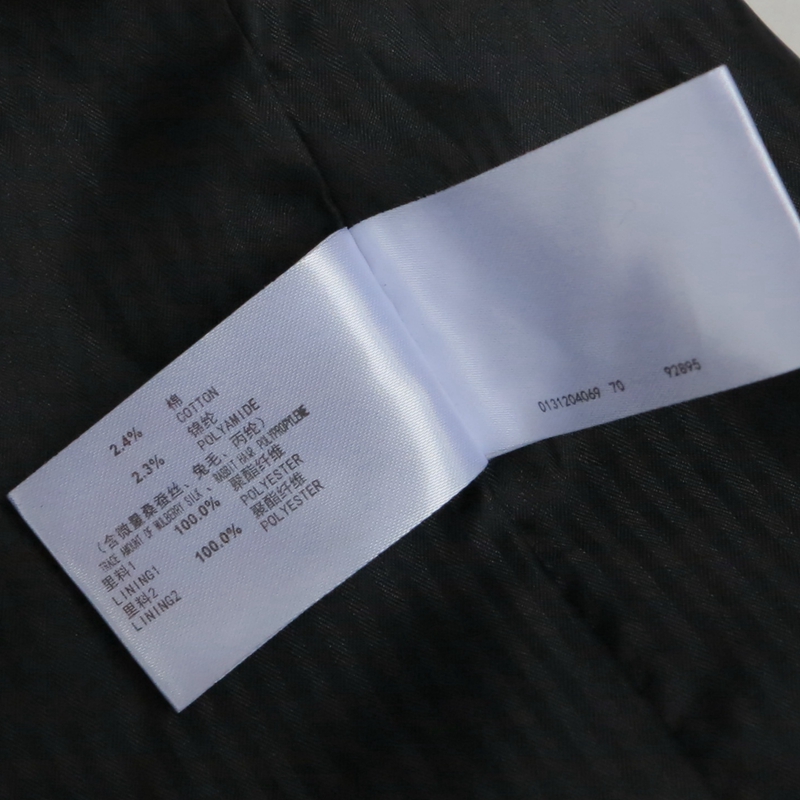 2.4% 棉
COTTON
2.3% 锦纶
POLYAMIDE
(含微量桑蚕丝、兔毛、丙纶)
TRACE AMOUNT OF MULBERRY SILK、RABBIT HAIR POLYPROPYLENE
里料1 100.0% 聚酯纤维
LINING1 POLYESTER
里料2 100.0% 聚酯纤维
LINING2 POLYESTER
0131204069 70 92895